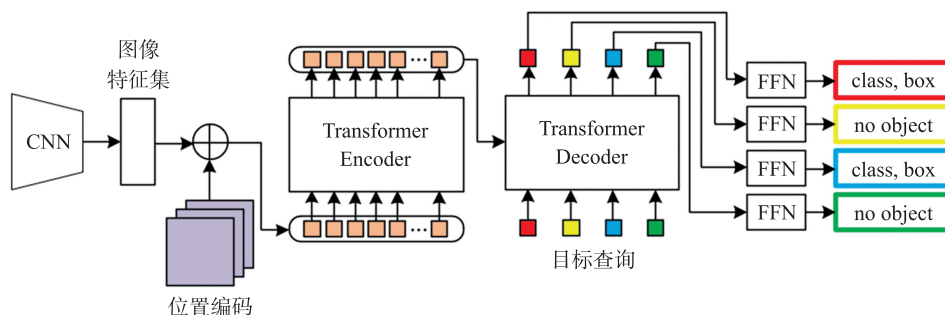 图像
特征集
CNN
位置编码
Transformer
Encoder
Transformer
Decoder
目标查询
FFN
class, box
FFN
no object
FFN
class, box
FFN
no object